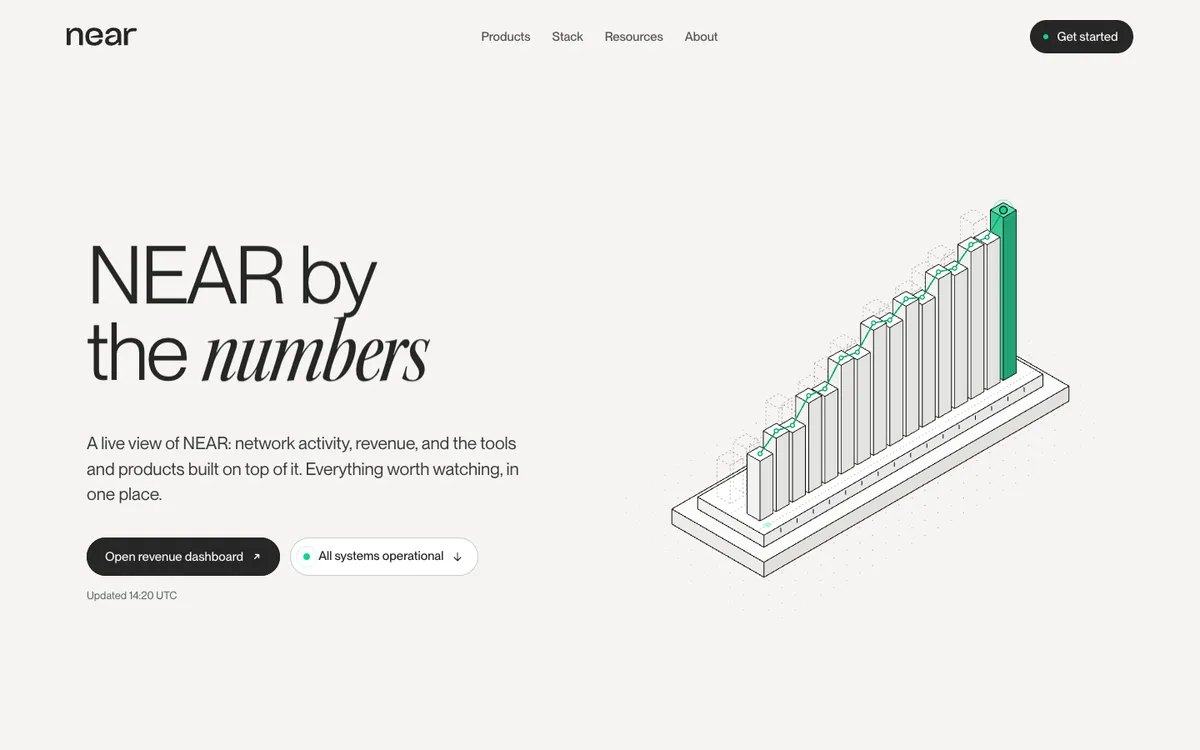 near
Products
Stack
Resources
About
Get started
NEAR by
the numbers
A live view of NEAR: network activity, revenue, and the tools
and products built on top of it. Everything worth watching, in
one place.
Open revenue dashboard
All systems operational
Updated 14:20 UTC